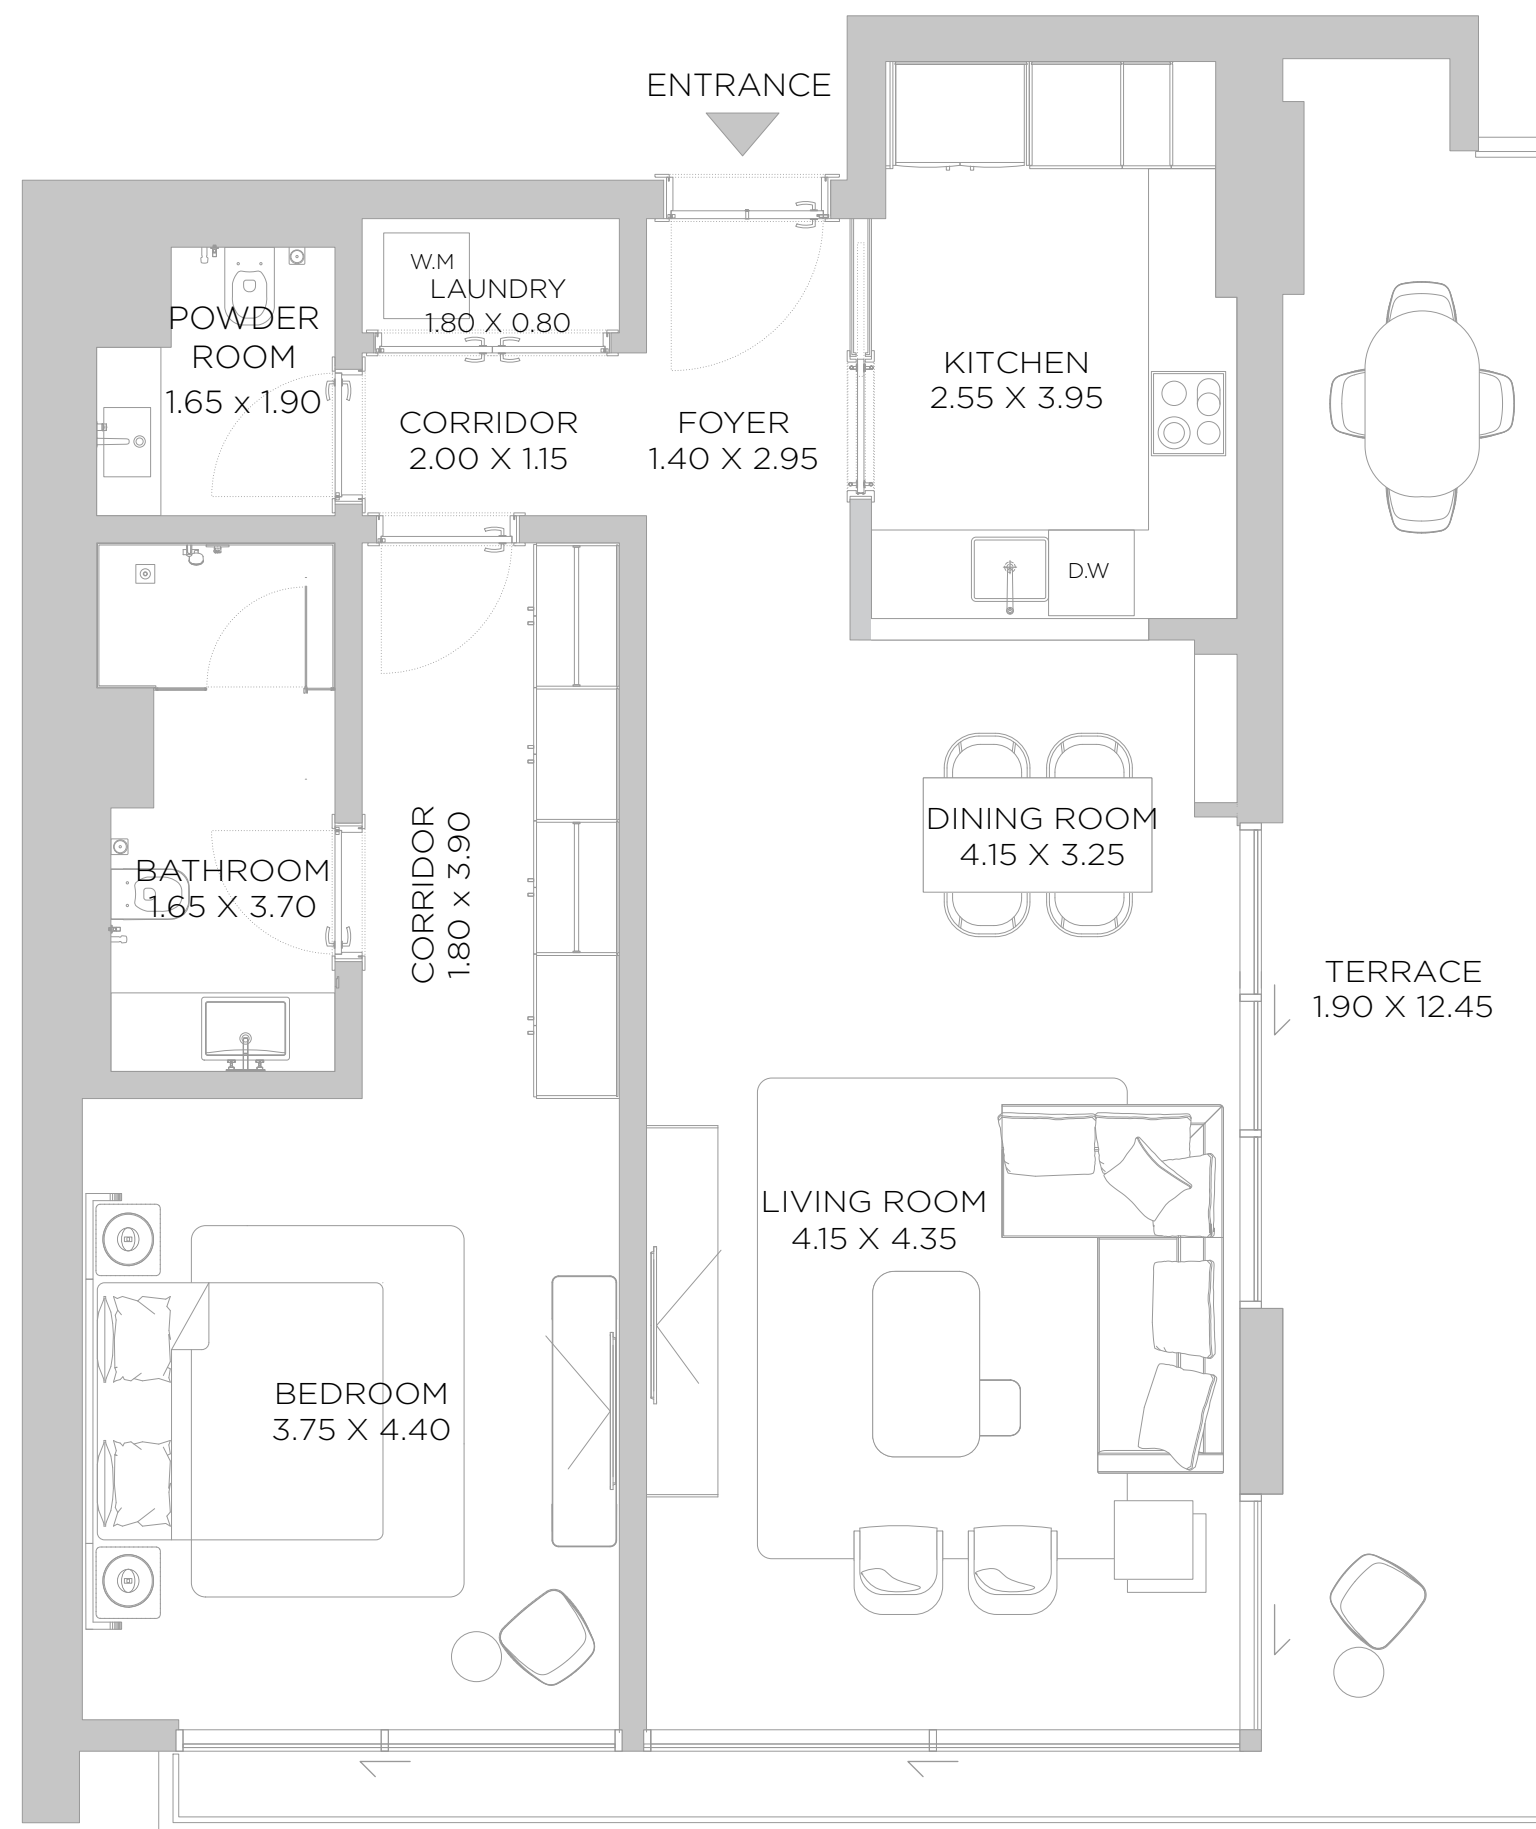 ENTRANCE
W.M
LAUNDRY
1.80 X 0.80
POWDER
ROOM
1.65 x 1.90
CORRIDOR
2.00 X 1.15
FOYER
1.40 X 2.95
KITCHEN
2.55 X 3.95
D.W
DINING ROOM
4.15 X 3.25
BATHROOM
1.65 X 3.70
CORRIDOR
1.80 x 3.90
TERRACE
1.90 X 12.45
LIVING ROOM
4.15 X 4.35
BEDROOM
3.75 X 4.40